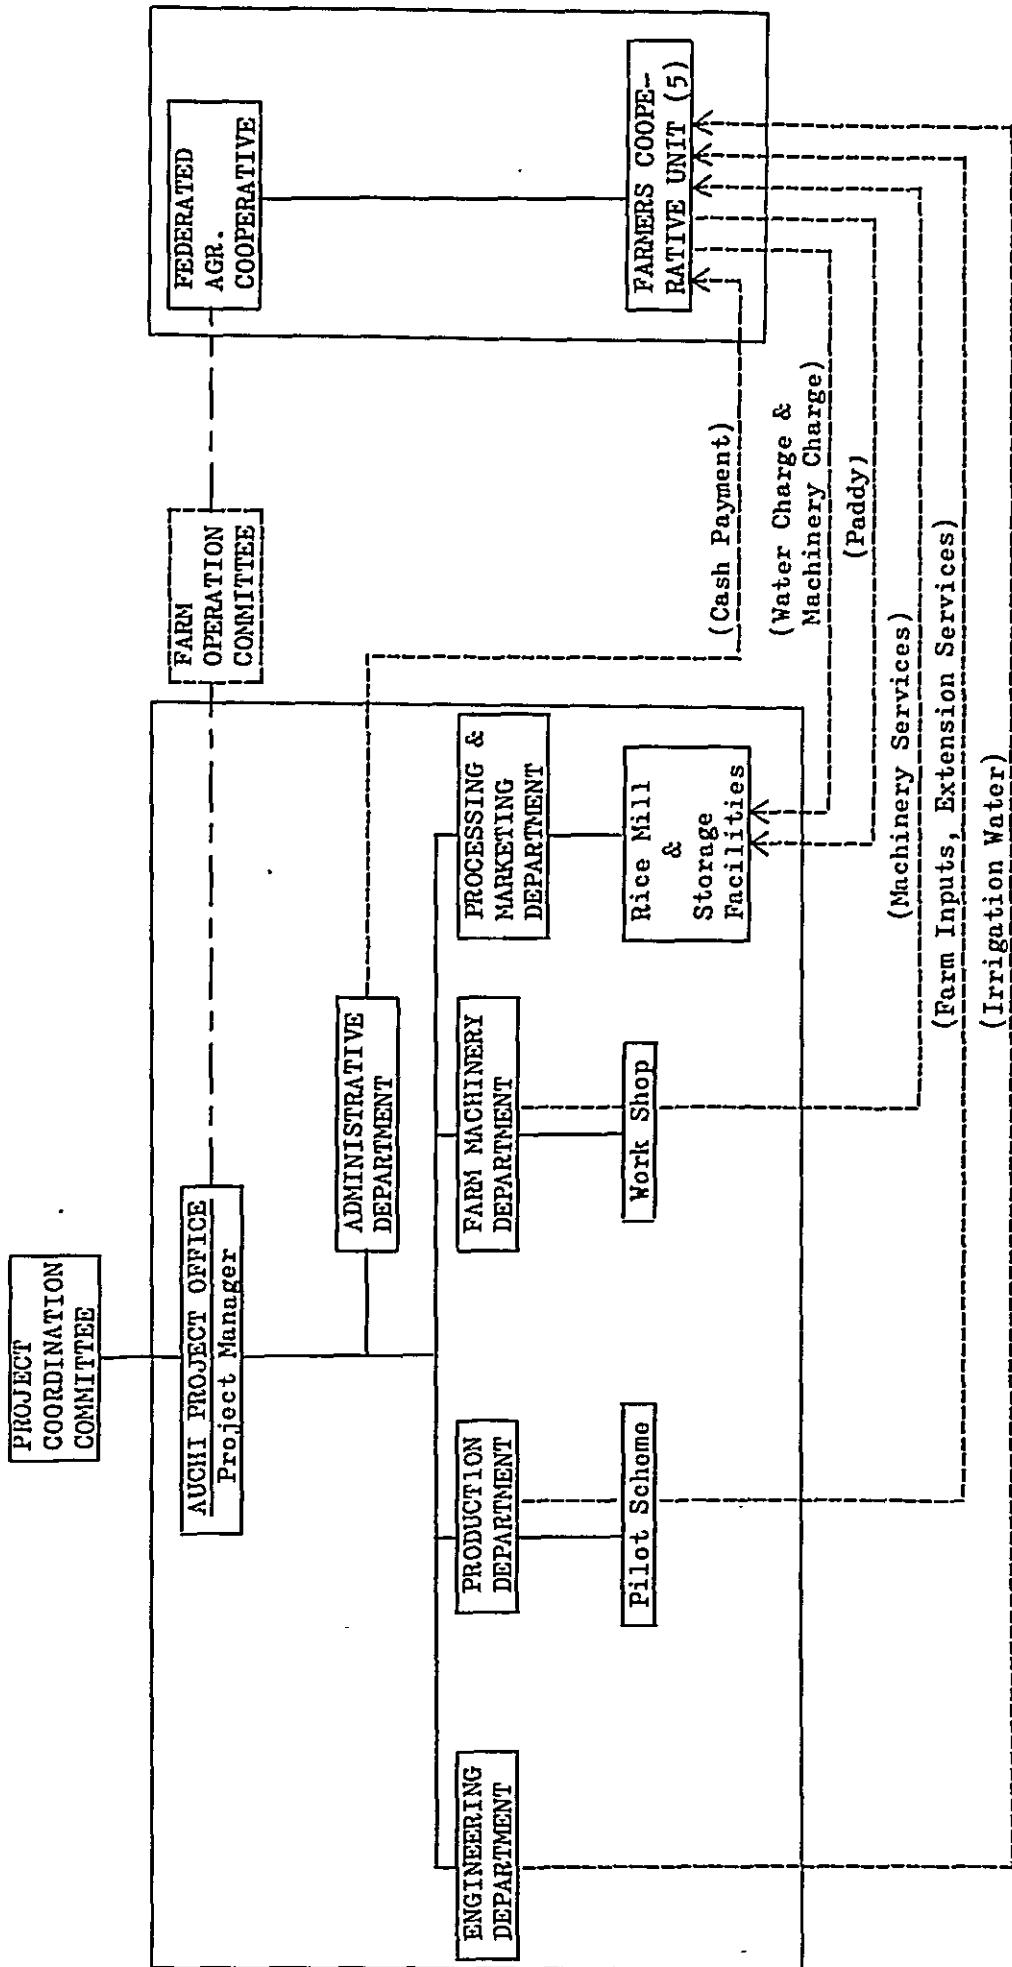 PROJECT
COORDINATION
COMMITTEE
AUCHI PROJECT OFFICE
Project Manager
FARM
OPERATION
COMMITTEE
FEDERATED
AGR.
COOPERATIVE
ADMINISTRATIVE
DEPARTMENT
ENGINEERING
DEPARTMENT
PRODUCTION
DEPARTMENT
FARM MACHINERY
DEPARTMENT
PROCESSING &
MARKETING
DEPARTMENT
Pilot Schome
Work Shop
Rice Mill
&
Storage
Facilities
FARMERS COOPE-
RATIVE UNIT (5)
(Cash Payment)
(Water Charge &
Machinery Charge)
(Paddy)
(Machinery Services)
(Farm Inputs, Extension Services)
(Irrigation Water)